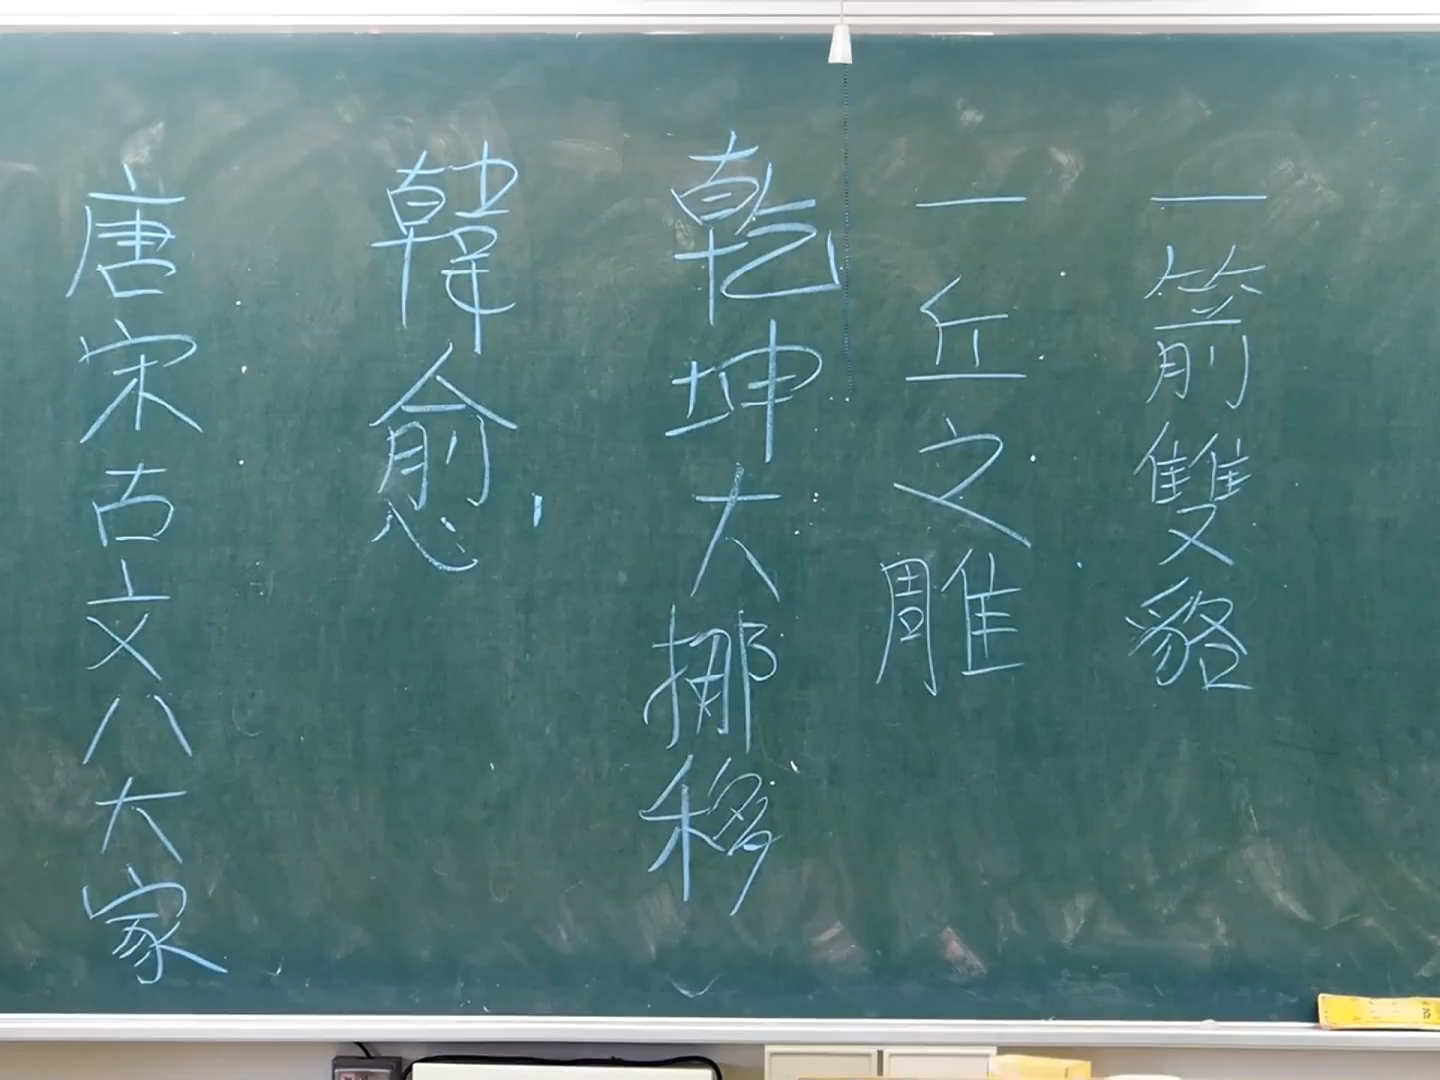 一箭雙貉
一丘之雕
乾坤大挪移
韓愈
唐宋古文八大家